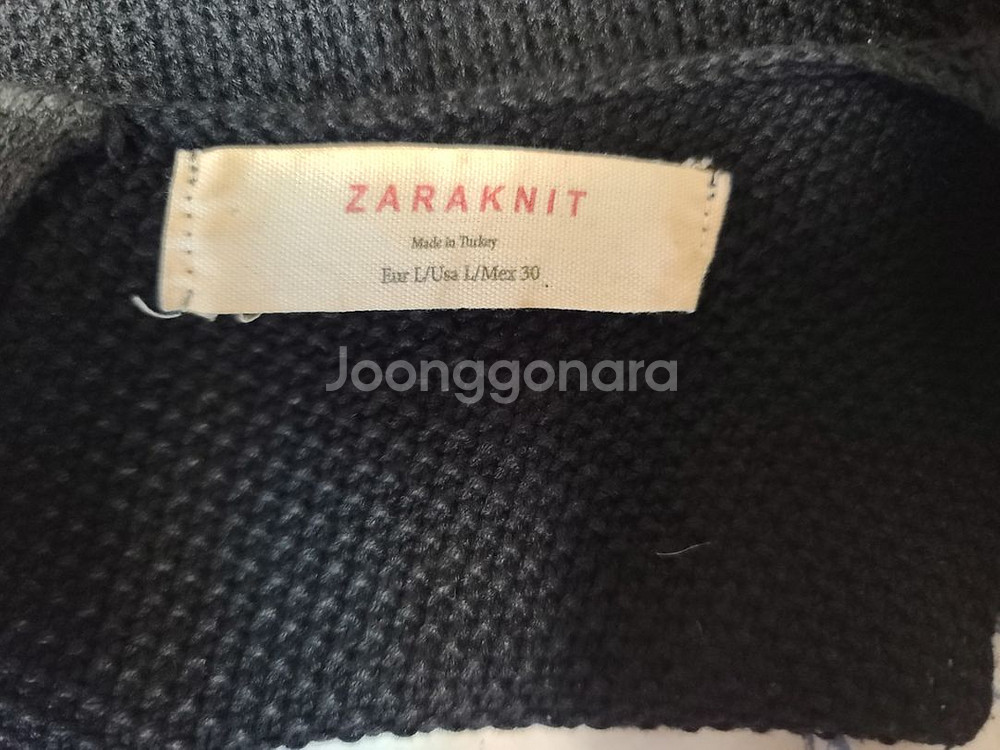 ZARAKNIT
Made in Turkey
Eur L/Usa L/Mex 30
Joonggonara